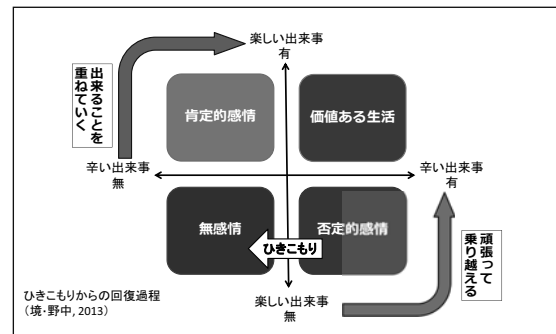 楽しい出来事
有
出来ることを
重ねていく
肯定的感情
価値ある生活
辛い出来事
無
辛い出来事
有
無感情
ひきこもり
否定的感情
頑張って
乗り越える
楽しい出来事
無
ひきこもりからの回復過程
(境・野中, 2013)